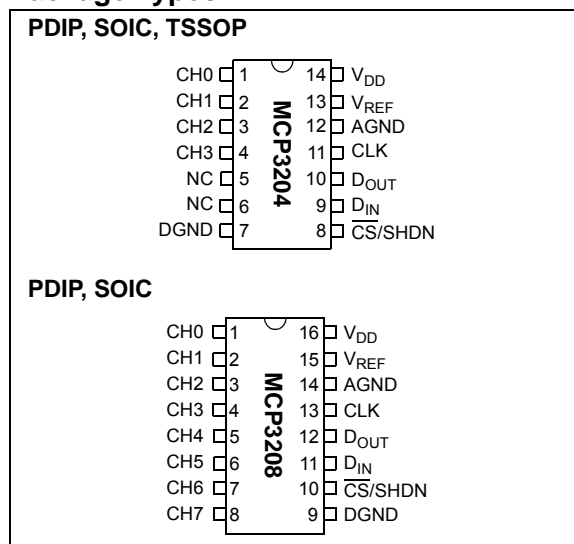 PDIP, SOIC, TSSOP
CH0 1 14 VDD
CH1 2 13 VREF
CH2 3 12 AGND
CH3 4 11 CLK
NC 5 10 DOUT
NC 6 9 DIN
DGND 7 8 C̅S̅/SHDN
MCP3204
PDIP, SOIC
CH0 1 16 VDD
CH1 2 15 VREF
CH2 3 14 AGND
CH3 4 13 CLK
CH4 5 12 DOUT
CH5 6 11 DIN
CH6 7 10 C̅S̅/SHDN
CH7 8 9 DGND
MCP3208